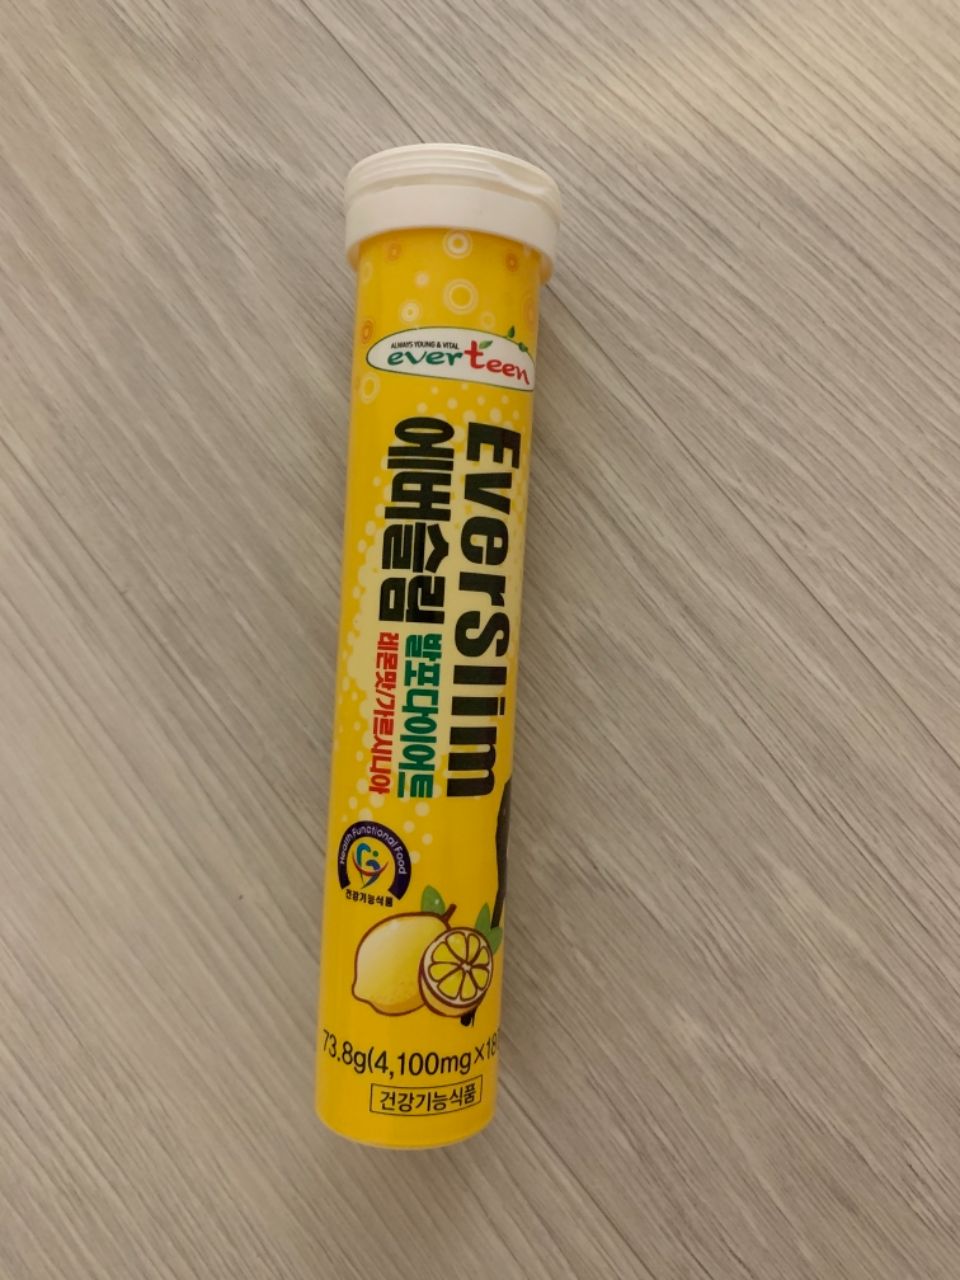 ALWAYS YOUNG & VITAL
everteen
EverSlim
에버슬림 발포다이어트
레몬맛/가르시니아
Health Functional Food
건강기능식품
73.8g(4,100mg×18
건강기능식품